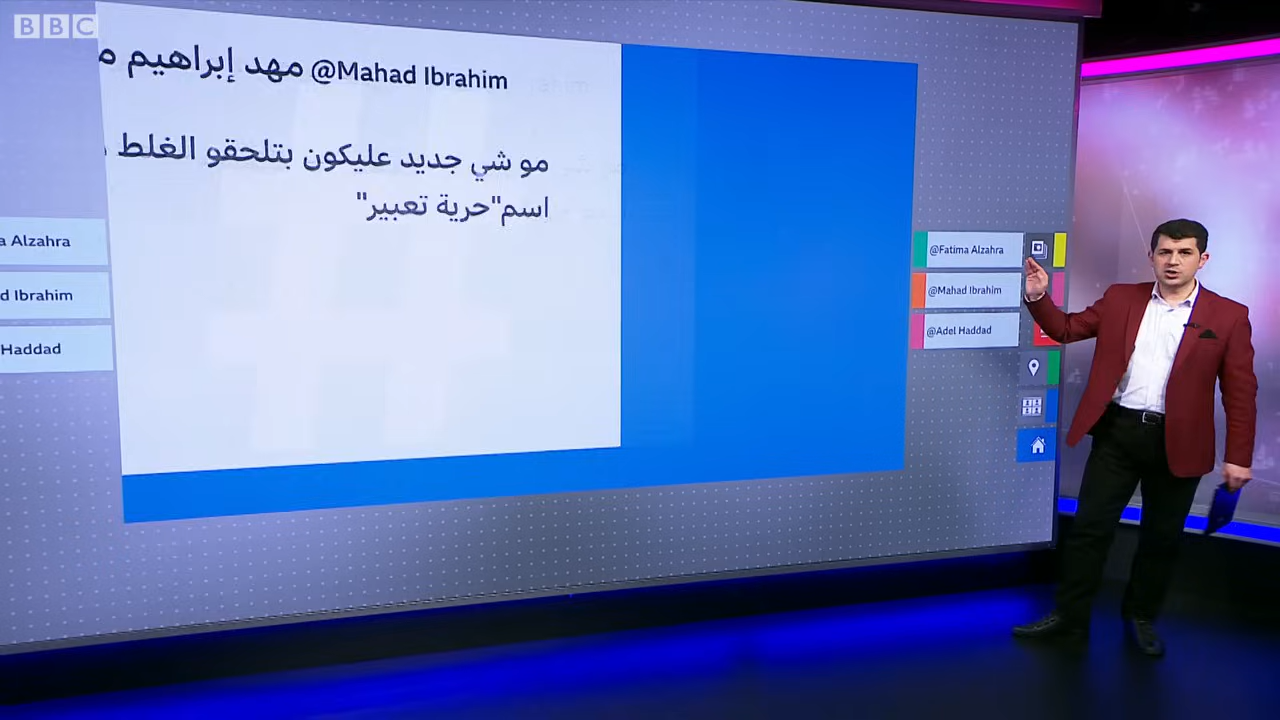 BBC
مهد إبراهيم @Mahad Ibrahim
مو شي جديد عليكون بتلحقو الغلط
اسم"حرية تعبير"
a Alzahra
d Ibrahim
Haddad
@Fatima Alzahra
@Mahad Ibrahim
@Adel Haddad